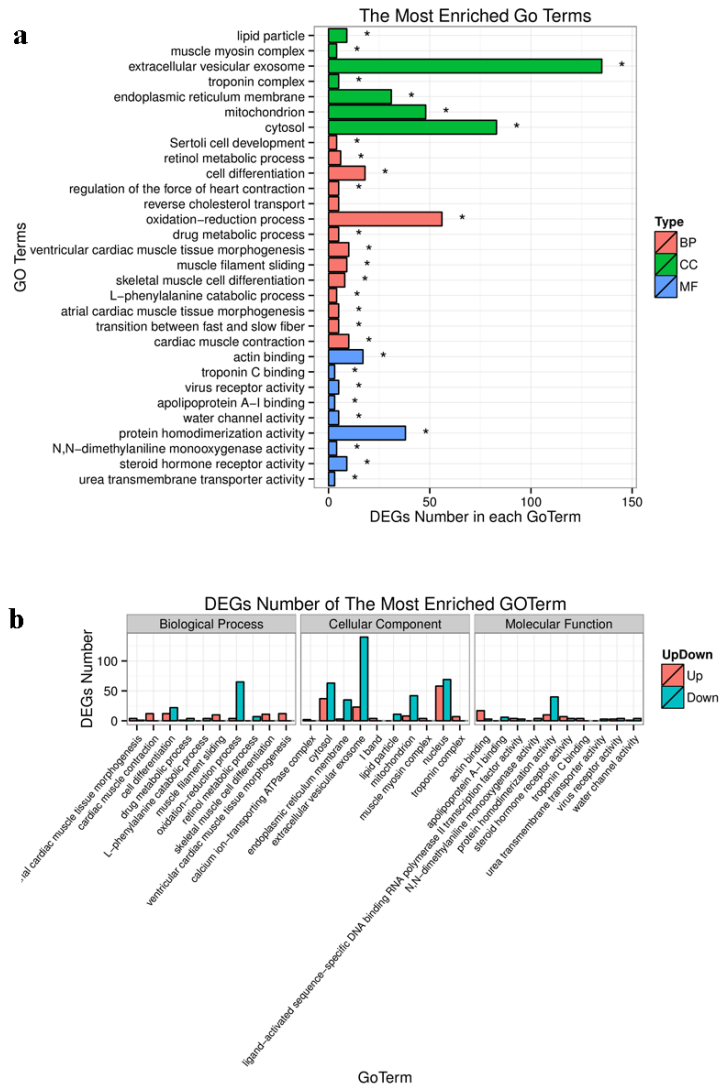 a
The Most Enriched Go Terms
lipid particle
muscle myosin complex
extracellular vesicular exosome
troponin complex
endoplasmic reticulum membrane
mitochondrion
cytosol
Sertoli cell development
retinol metabolic process
cell differentiation
regulation of the force of heart contraction
reverse cholesterol transport
oxidation−reduction process
drug metabolic process
ventricular cardiac muscle tissue morphogenesis
muscle filament sliding
skeletal muscle cell differentiation
L−phenylalanine catabolic process
atrial cardiac muscle tissue morphogenesis
transition between fast and slow fiber
cardiac muscle contraction
actin binding
troponin C binding
virus receptor activity
apolipoprotein A−I binding
water channel activity
protein homodimerization activity
N,N−dimethylaniline monooxygenase activity
steroid hormone receptor activity
urea transmembrane transporter activity
GO Terms
* * * * * * * * * * * * * * * * * * * * * * * * * * * * *
0 50 100 150
DEGs Number in each GoTerm
Type
BP
CC
MF
b
DEGs Number of The Most Enriched GOTerm
Biological Process Cellular Component Molecular Function
DEGs Number
100
50
0
UpDown
Up
Down
ial cardiac muscle tissue morphogenesis
cardiac muscle contraction
cell differentiation
drug metabolic process
L−phenylalanine catabolic process
muscle filament sliding
oxidation−reduction process
retinol metabolic process
skeletal muscle cell differentiation
ventricular cardiac muscle tissue morphogenesis
calcium ion−transporting ATPase complex
cytosol
endoplasmic reticulum membrane
extracellular vesicular exosome
I band
lipid particle
mitochondrion
muscle myosin complex
nucleus
troponin complex
actin binding
apolipoprotein A−I binding
ligand−activated sequence−specific DNA binding RNA polymerase II transcription factor activity
N,N−dimethylaniline monooxygenase activity
protein homodimerization activity
steroid hormone receptor activity
troponin C binding
urea transmembrane transporter activity
virus receptor activity
water channel activity
GoTerm